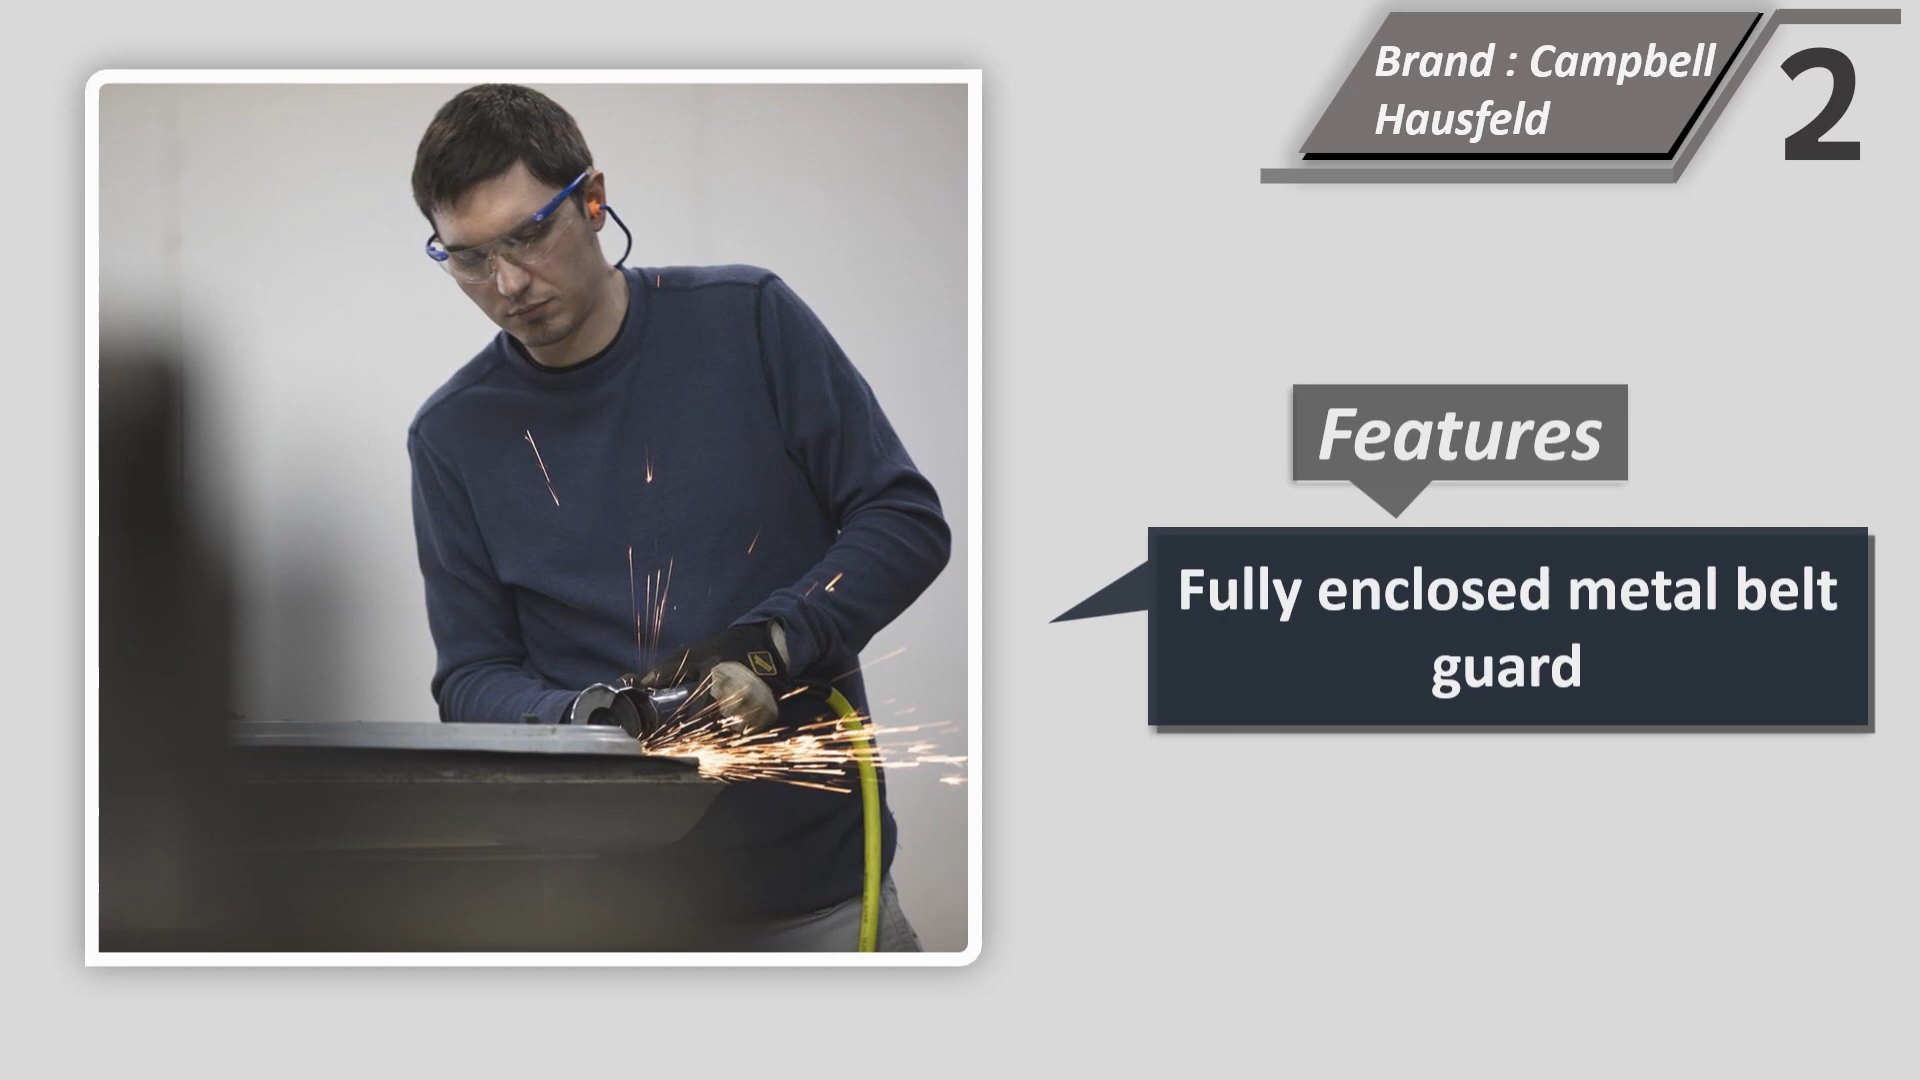 Brand : Campbell
Hausfeld
2
Features
Fully enclosed metal belt
guard